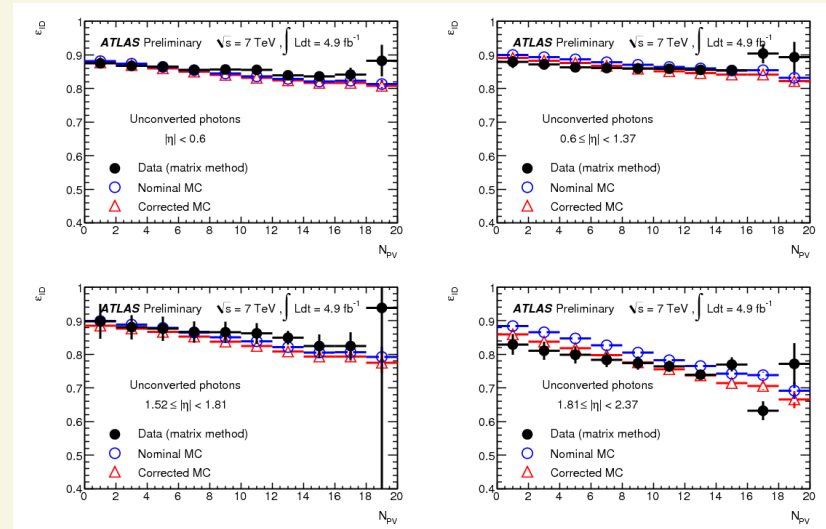 ε_ID
ATLAS Preliminary √s = 7 TeV, ∫ Ldt = 4.9 fb⁻¹
Unconverted photons
|η| < 0.6
Data (matrix method)
Nominal MC
Corrected MC
1
0.9
0.8
0.7
0.6
0.5
0.4
0 2 4 6 8 10 12 14 16 18 20
N_PV
ε_ID
ATLAS Preliminary √s = 7 TeV, ∫ Ldt = 4.9 fb⁻¹
Unconverted photons
0.6 ≤ |η| < 1.37
Data (matrix method)
Nominal MC
Corrected MC
1
0.9
0.8
0.7
0.6
0.5
0.4
0 2 4 6 8 10 12 14 16 18 20
N_PV
ε_ID
ATLAS Preliminary √s = 7 TeV, ∫ Ldt = 4.9 fb⁻¹
Unconverted photons
1.52 ≤ |η| < 1.81
Data (matrix method)
Nominal MC
Corrected MC
1
0.9
0.8
0.7
0.6
0.5
0.4
0 2 4 6 8 10 12 14 16 18 20
N_PV
ε_ID
ATLAS Preliminary √s = 7 TeV, ∫ Ldt = 4.9 fb⁻¹
Unconverted photons
1.81 ≤ |η| < 2.37
Data (matrix method)
Nominal MC
Corrected MC
1
0.9
0.8
0.7
0.6
0.5
0.4
0 2 4 6 8 10 12 14 16 18 20
N_PV